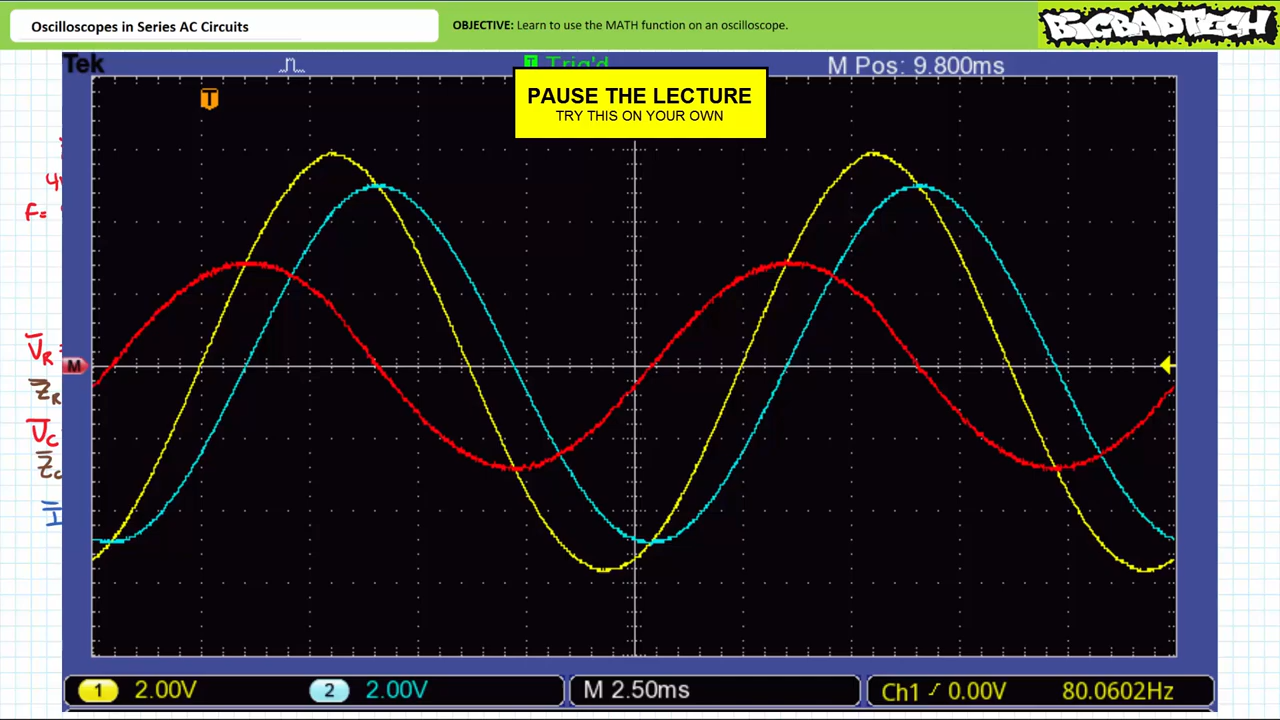 Oscilloscopes in Series AC Circuits
OBJECTIVE: Learn to use the MATH function on an oscilloscope.
BIGBADTECH
Tek
T Trig'd
M Pos: 9.800ms
PAUSE THE LECTURE
TRY THIS ON YOUR OWN
T
F=
V̄R
Z̄R
M
V̄C
1 2.00V
2 2.00V
M 2.50ms
Ch1 0.00V
80.0602Hz